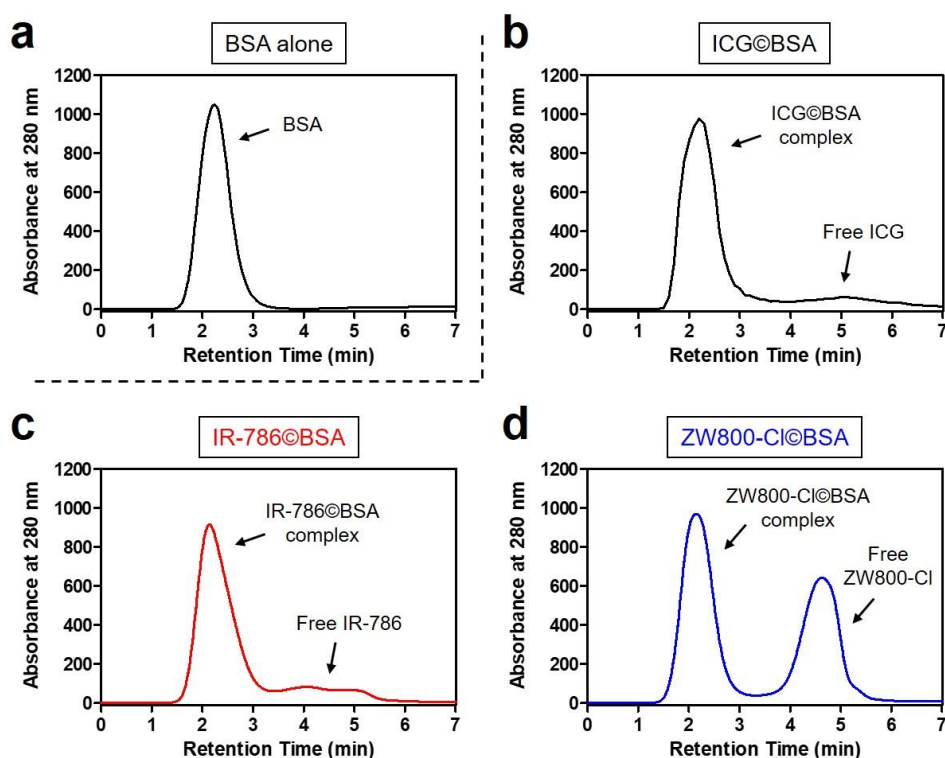 a
BSA alone
Absorbance at 280 nm
1200
1000
800
600
400
200
0
BSA
0 1 2 3 4 5 6 7
Retention Time (min)
b
ICG©BSA
Absorbance at 280 nm
1200
1000
800
600
400
200
0
ICG©BSA
complex
Free ICG
0 1 2 3 4 5 6 7
Retention Time (min)
c
IR-786©BSA
Absorbance at 280 nm
1200
1000
800
600
400
200
0
IR-786©BSA
complex
Free IR-786
0 1 2 3 4 5 6 7
Retention Time (min)
d
ZW800-Cl©BSA
Absorbance at 280 nm
1200
1000
800
600
400
200
0
ZW800-Cl©BSA
complex
Free
ZW800-Cl
0 1 2 3 4 5 6 7
Retention Time (min)